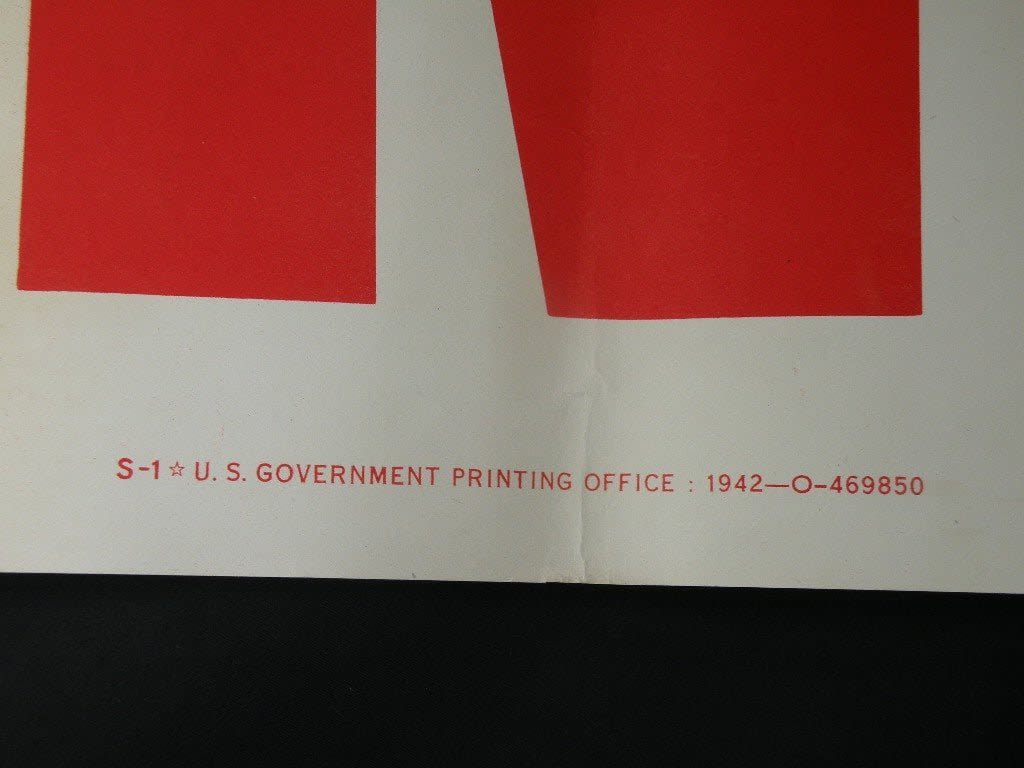 S-1 ☆ U. S. GOVERNMENT PRINTING OFFICE : 1942—O-469850